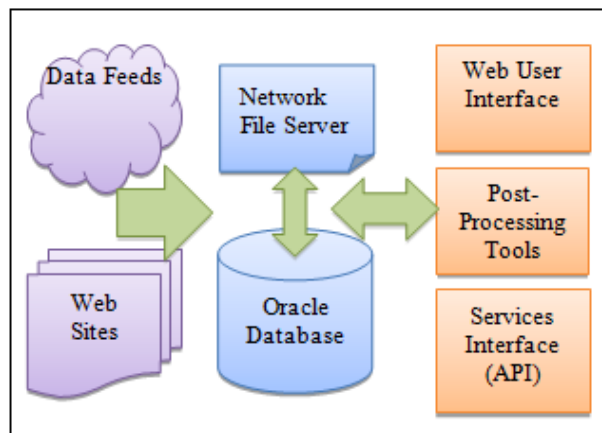 Data Feeds
Web
Sites
Network
File Server
Oracle
Database
Web User
Interface
Post-
Processing
Tools
Services
Interface
(API)